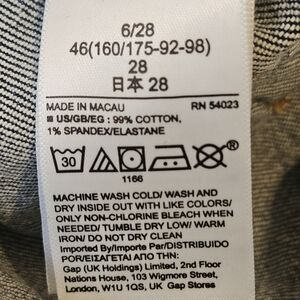 6/28
46(160/175-92-98)
28
日本 28
MADE IN MACAU RN 54023
US/GB/EG: 99% COTTON,
1% SPANDEX/ELASTANE
30
1166
MACHINE WASH COLD/ WASH AND
DRY INSIDE OUT WITH LIKE COLORS/
ONLY NON-CHLORINE BLEACH WHEN
NEEDED/ TUMBLE DRY LOW/ WARM
IRON/ DO NOT DRY CLEAN
Imported By/Importe Par/DISTRIBUIDO
POR/ΕΙΣΑΓΕΤΑΙ ΑΠΟ ΤΗΝ
Gap (UK Holdings) Limited, 2nd Floor
Nations House, 103 Wigmore Street,
London, W1U 1QS, UK Gap Stores